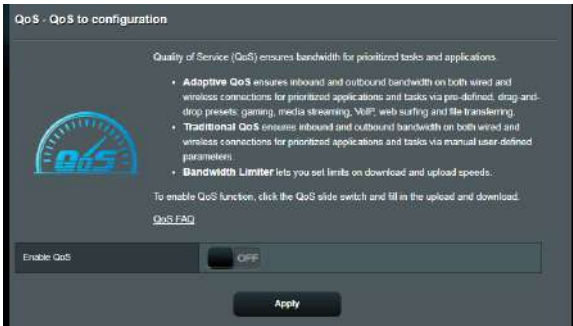 QoS - QoS to configuration
Quality of Service (QoS) ensures bandwidth for prioritized tasks and applications.
• Adaptive QoS ensures inbound and outbound bandwidth on both wired and
wireless connections for prioritized applications and tasks via pre-defined, drag-and-
drop presets: gaming, media streaming, VoIP, web surfing and file transferring.
• Traditional QoS ensures inbound and outbound bandwidth on both wired and
wireless connections for prioritized applications and tasks via manual user-defined
parameters.
• Bandwidth Limiter lets you set limits on download and upload speeds.
QoS
To enable QoS function, click the QoS slide switch and fill in the upload and download.
QoS FAQ
Enable QoS
OFF
Apply